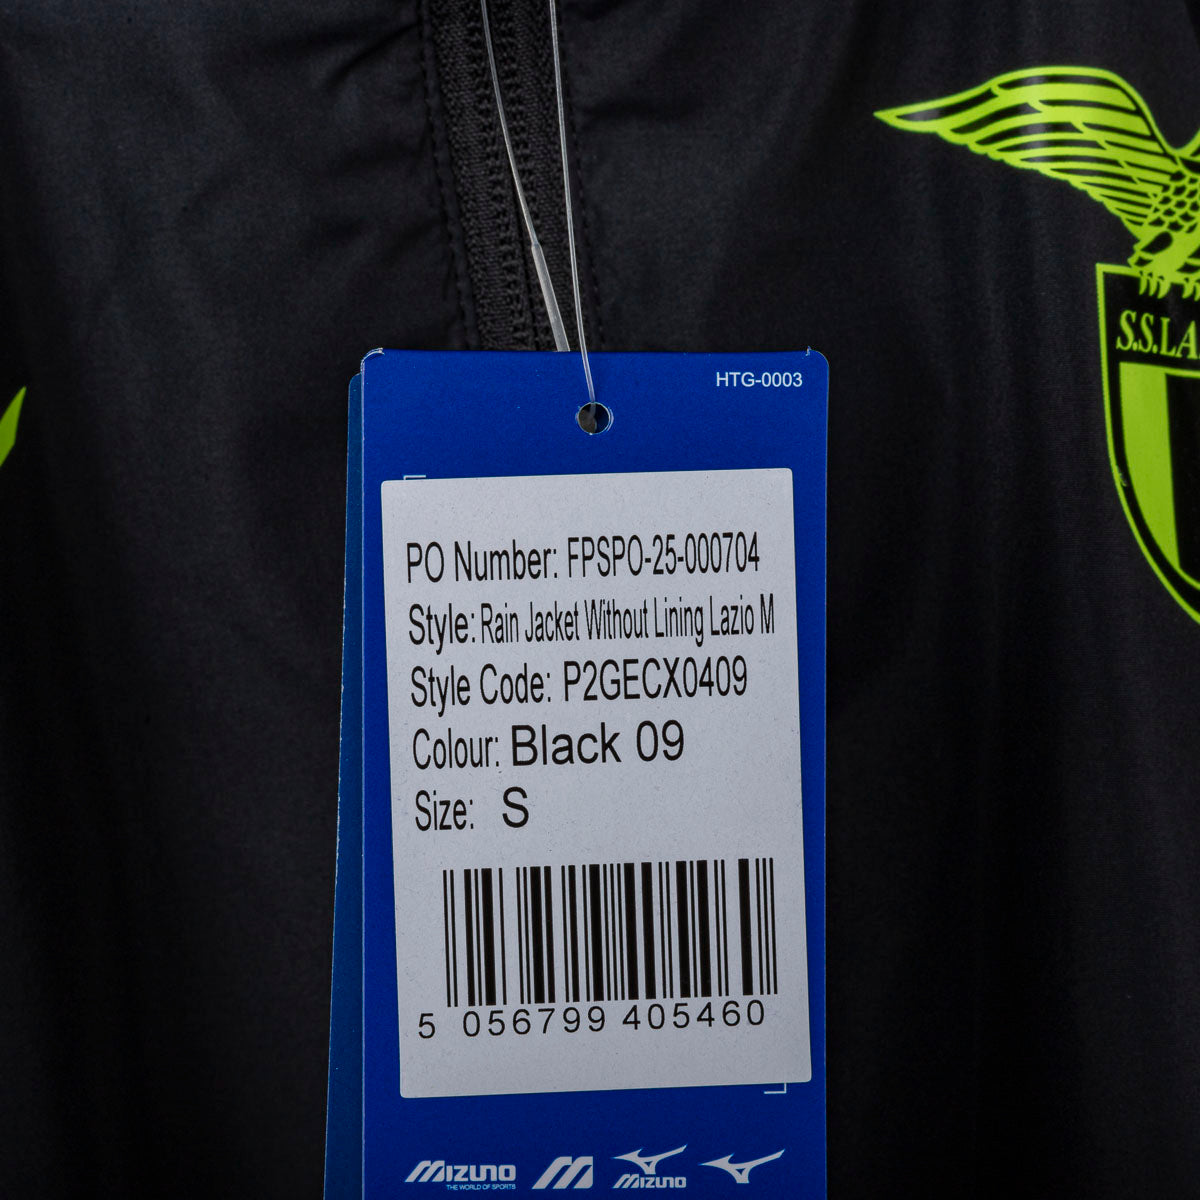 S.S.LA
HTG-0003
PO Number: FPSPO-25-000704
Style: Rain Jacket Without Lining Lazio M
Style Code: P2GECX0409
Colour: Black 09
Size: S
5 056799 405460
MIZUNO MIZUNO
THE WORLD OF SPORTS